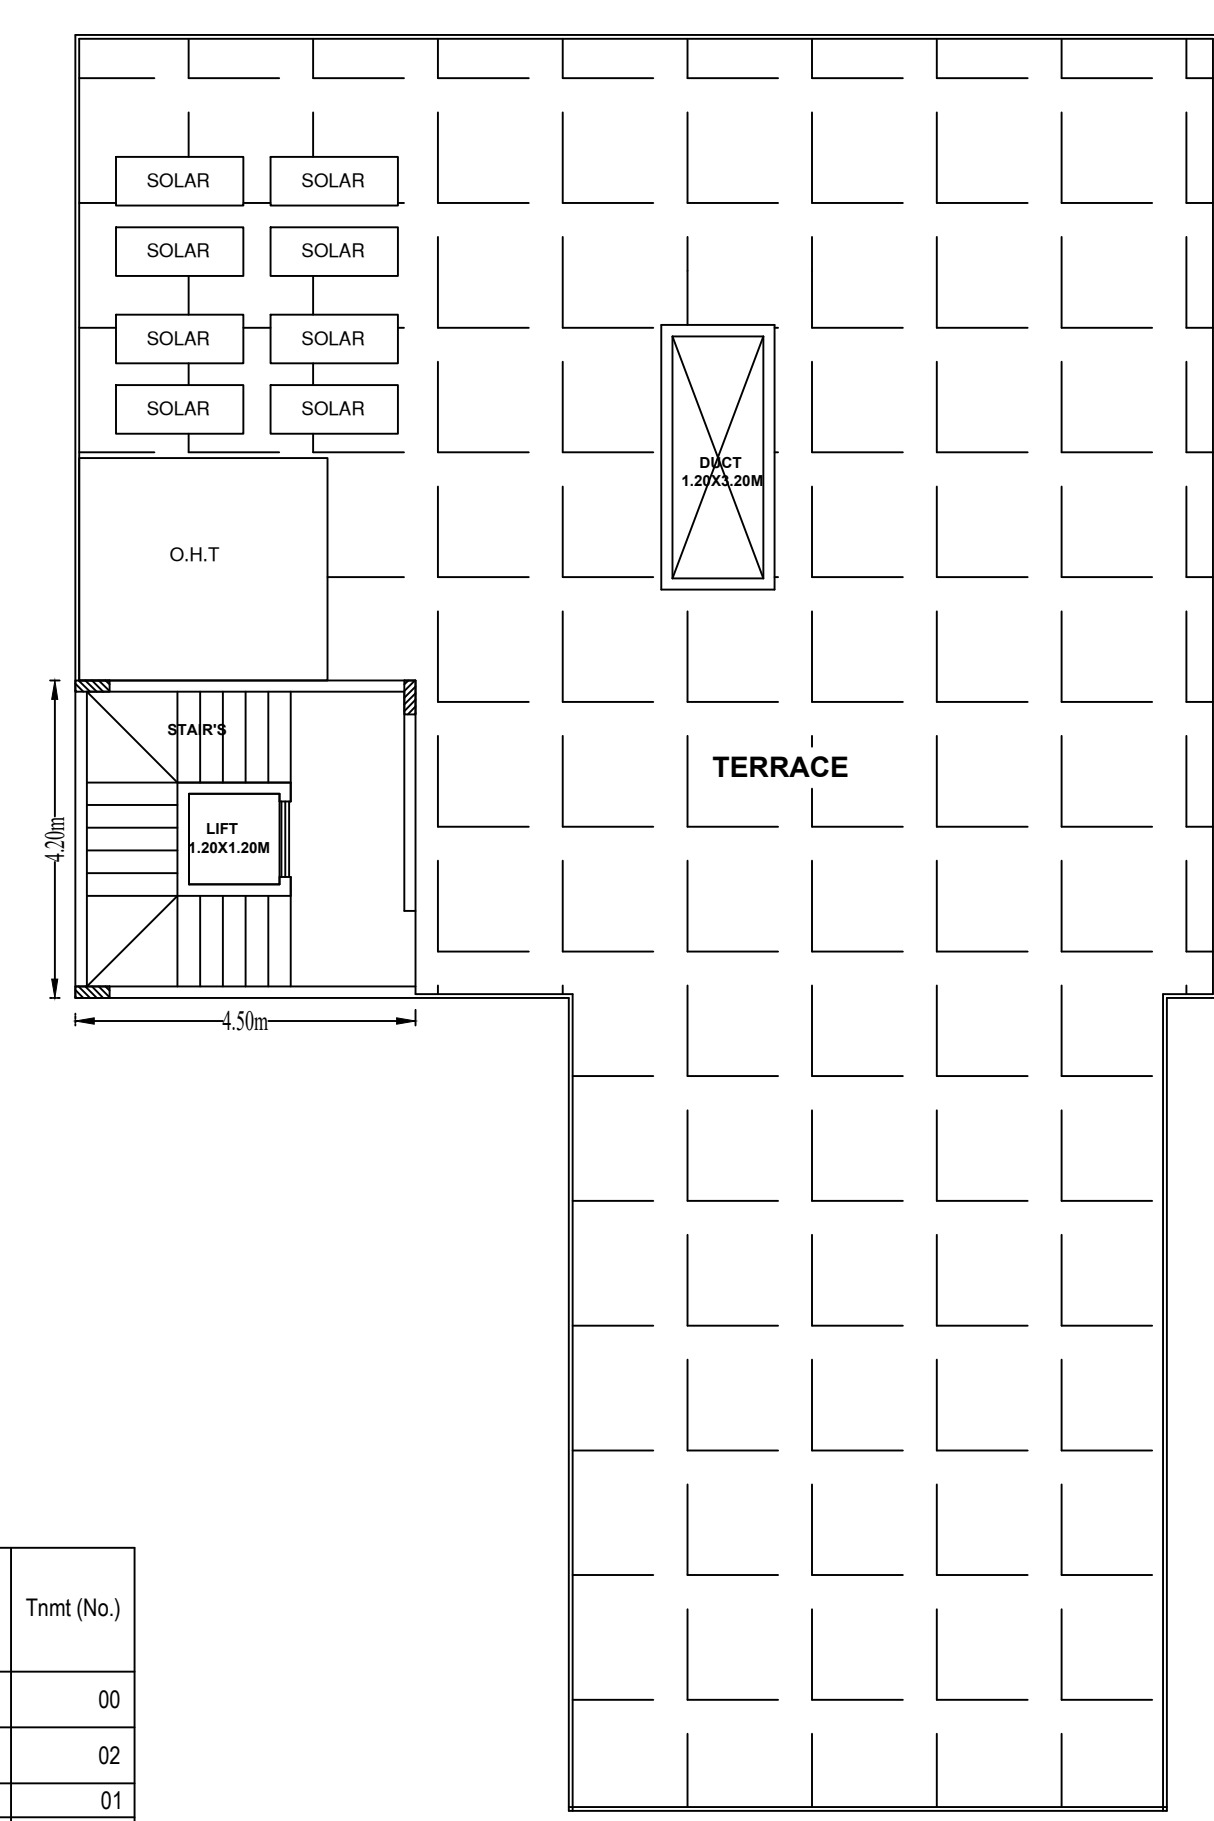 SOLAR SOLAR
SOLAR SOLAR
SOLAR SOLAR
SOLAR SOLAR
DUCT
1.20X3.20M
O.H.T
STAIR'S
TERRACE
LIFT
1.20X1.20M
4.20m
4.50m
Tnmt (No.)
00
02
01